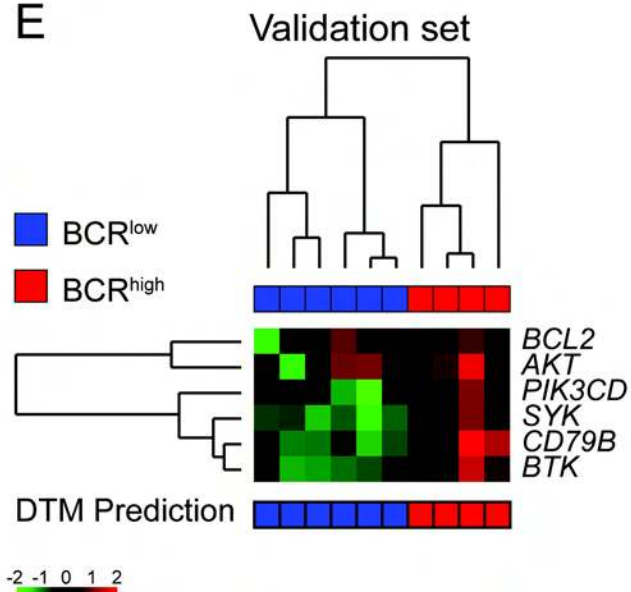 E
Validation set
BCRlow
BCRhigh
BCL2
AKT
PIK3CD
SYK
CD79B
BTK
DTM Prediction
-2 -1 0 1 2